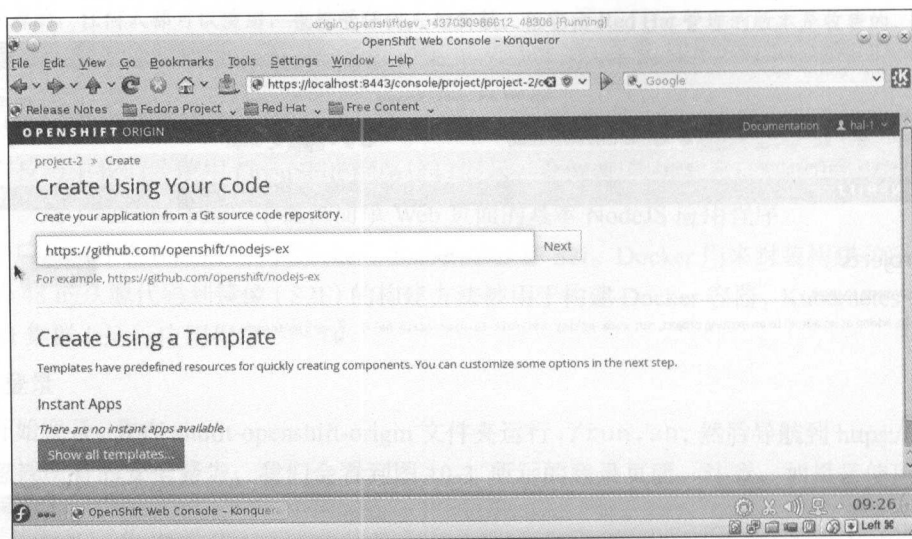 origin_openshiftdev_1437030986612_48306 [Running]
OpenShift Web Console – Konqueror
File Edit View Go Bookmarks Tools Settings Window Help
https://localhost:8443/console/project/project-2/c
Google
Release Notes Fedora Project Red Hat Free Content
OPENSHIFT ORIGIN
Documentation hal-1
project-2 » Create
Create Using Your Code
Create your application from a Git source code repository.
https://github.com/openshift/nodejs-ex
Next
For example, https://github.com/openshift/nodejs-ex
Create Using a Template
Templates have predefined resources for quickly creating components. You can customize some options in the next step.
Instant Apps
There are no instant apps available.
Show all templates...
OpenShift Web Console – Konquer
09:26
Left ⌘